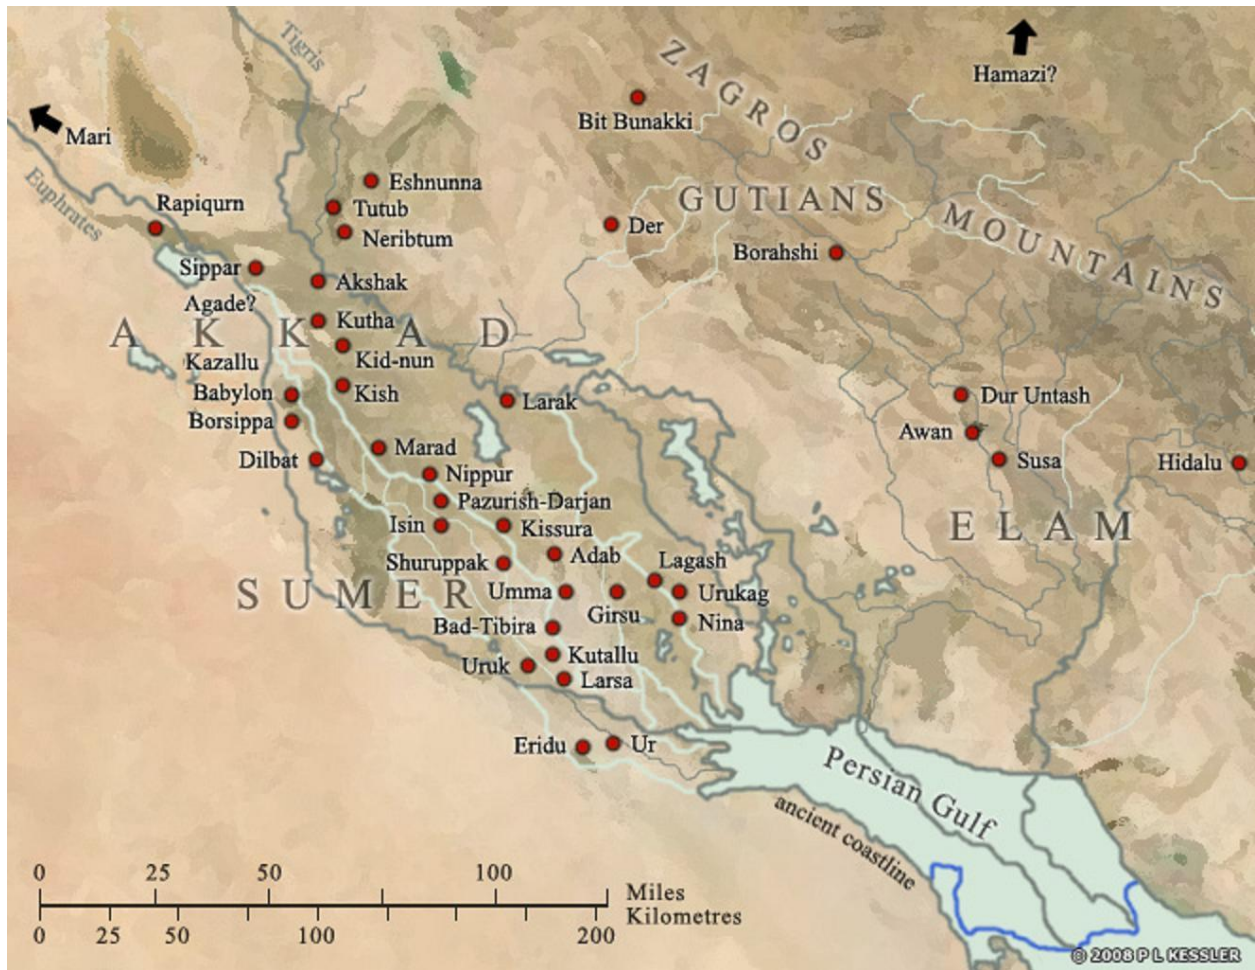 Tigris
ZAGROS
MOUNTAINS
Hamazi?
Mari
Bit Bunakki
Euphrates
Eshnunna
Rapiqurn
Tutub
GUTIANS
Neribtum
Der
Borahshi
Sippar
Akshak
Agade?
Kutha
AKKAD
Kid-nun
Kazallu
Babylon
Kish
Larak
Dur Untash
Borsippa
Awan
Marad
Dilbat
Susa
Hidalu
Nippur
Pazurish-Darjan
Isin
Kissura
ELAM
Adab
Shuruppak
Lagash
SUMER
Umma
Urukag
Girsu
Nina
Bad-Tibira
Kutallu
Uruk
Larsa
Eridu
Ur
Persian Gulf
ancient coastline
0 25 50 100
Miles
Kilometres
0 25 50 100 200
© 2008 P L KESSLER